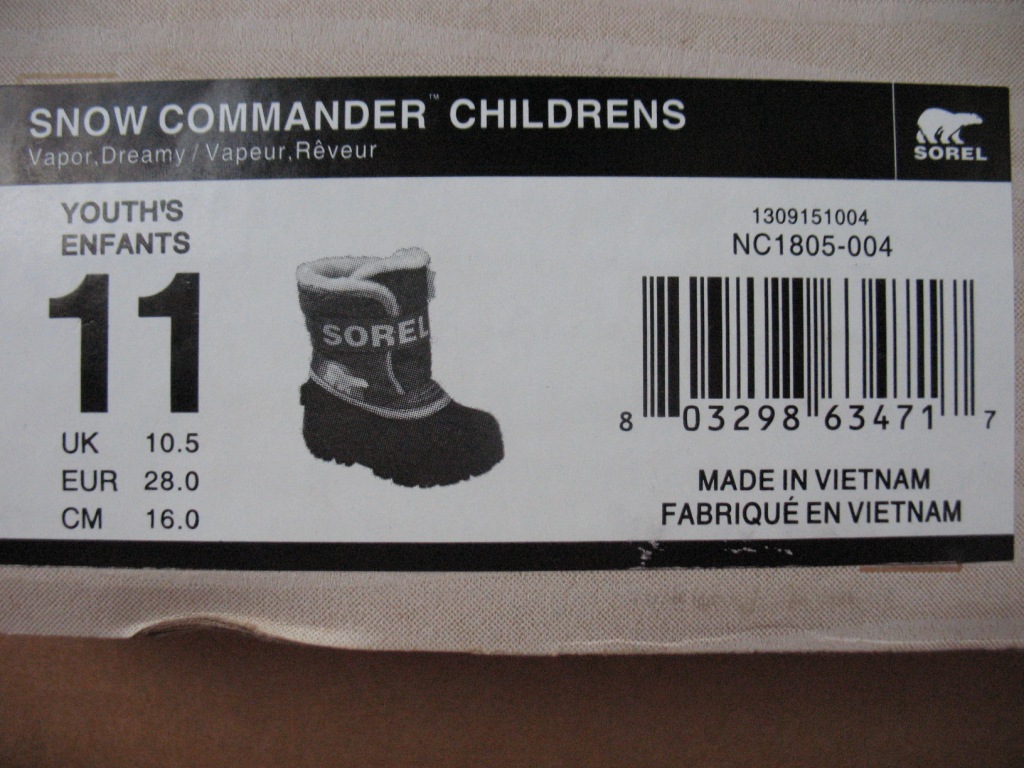 SNOW COMMANDER™ CHILDRENS
Vapor,Dreamy / Vapeur,Rêveur
SOREL
YOUTH'S
ENFANTS
11
UK 10.5
EUR 28.0
CM 16.0
SOREL
1309151004
NC1805-004
8 03298 63471 7
MADE IN VIETNAM
FABRIQUÉ EN VIETNAM